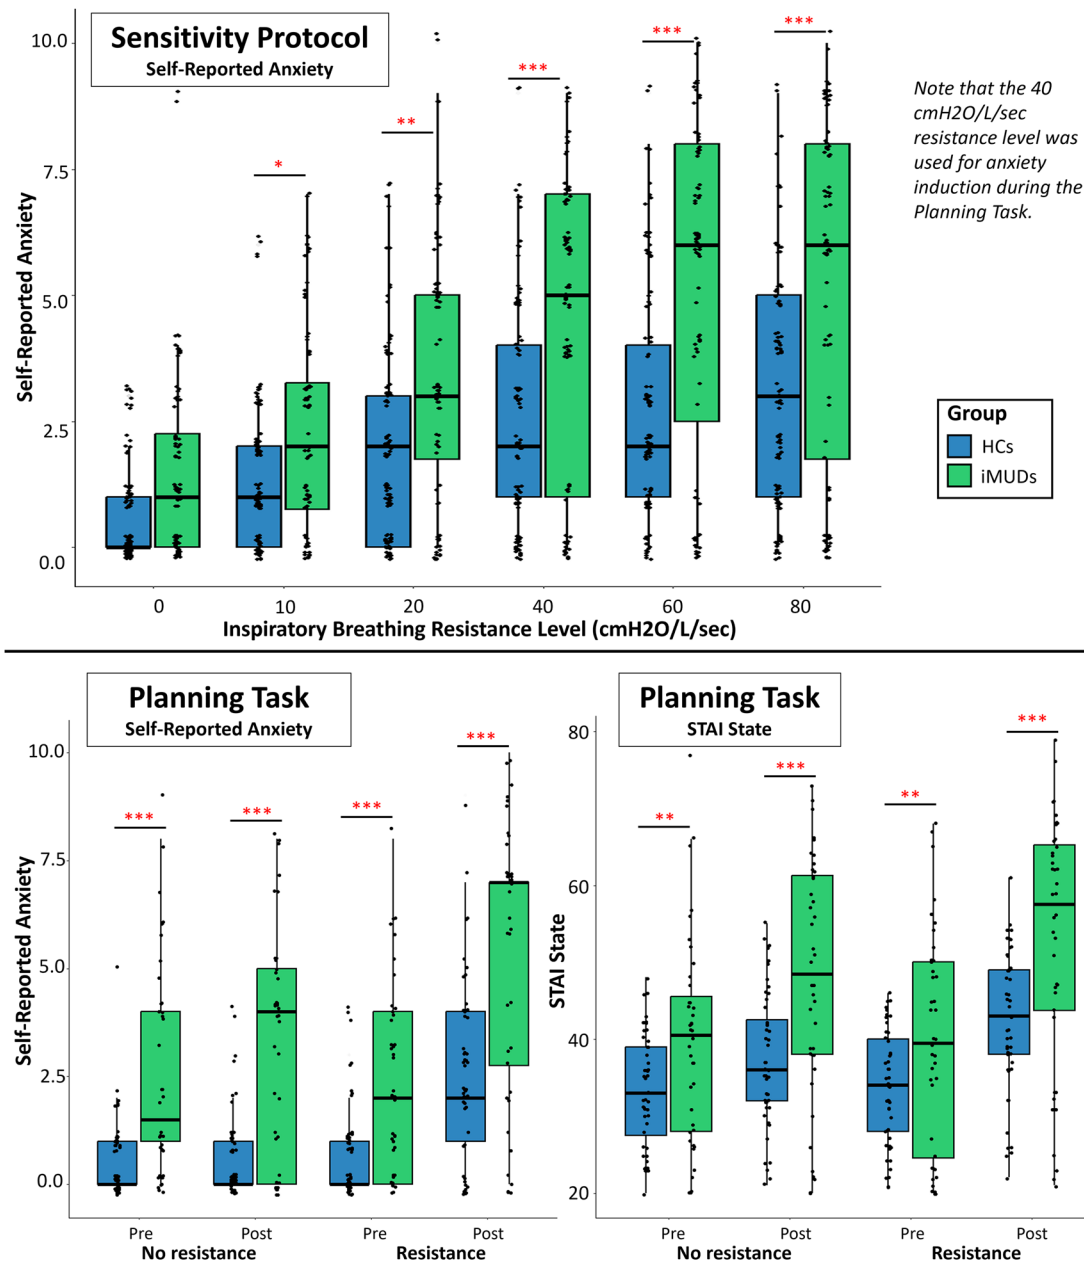 Sensitivity Protocol
Self-Reported Anxiety
Self-Reported Anxiety
10.0
7.5
5.0
2.5
0.0
*
**
***
***
***
0
10
20
40
60
80
Inspiratory Breathing Resistance Level (cmH2O/L/sec)
Note that the 40
cmH2O/L/sec
resistance level was
used for anxiety
induction during the
Planning Task.
Group
HCs
iMUDs
Planning Task
Self-Reported Anxiety
Self-Reported Anxiety
10.0
7.5
5.0
2.5
0.0
***
***
***
***
Pre
Post
Pre
Post
No resistance
Resistance
Planning Task
STAI State
STAI State
80
60
40
20
**
***
**
***
Pre
Post
Pre
Post
No resistance
Resistance